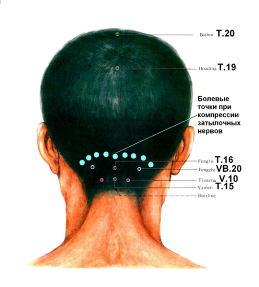 Baihui T.20
Houding T.19
Болевые
точки при
компрессии
затылочных
нервов
Fengfu T.16
Fengchi VB.20
Tianzhu V.10
Yamen T.15
Hairline